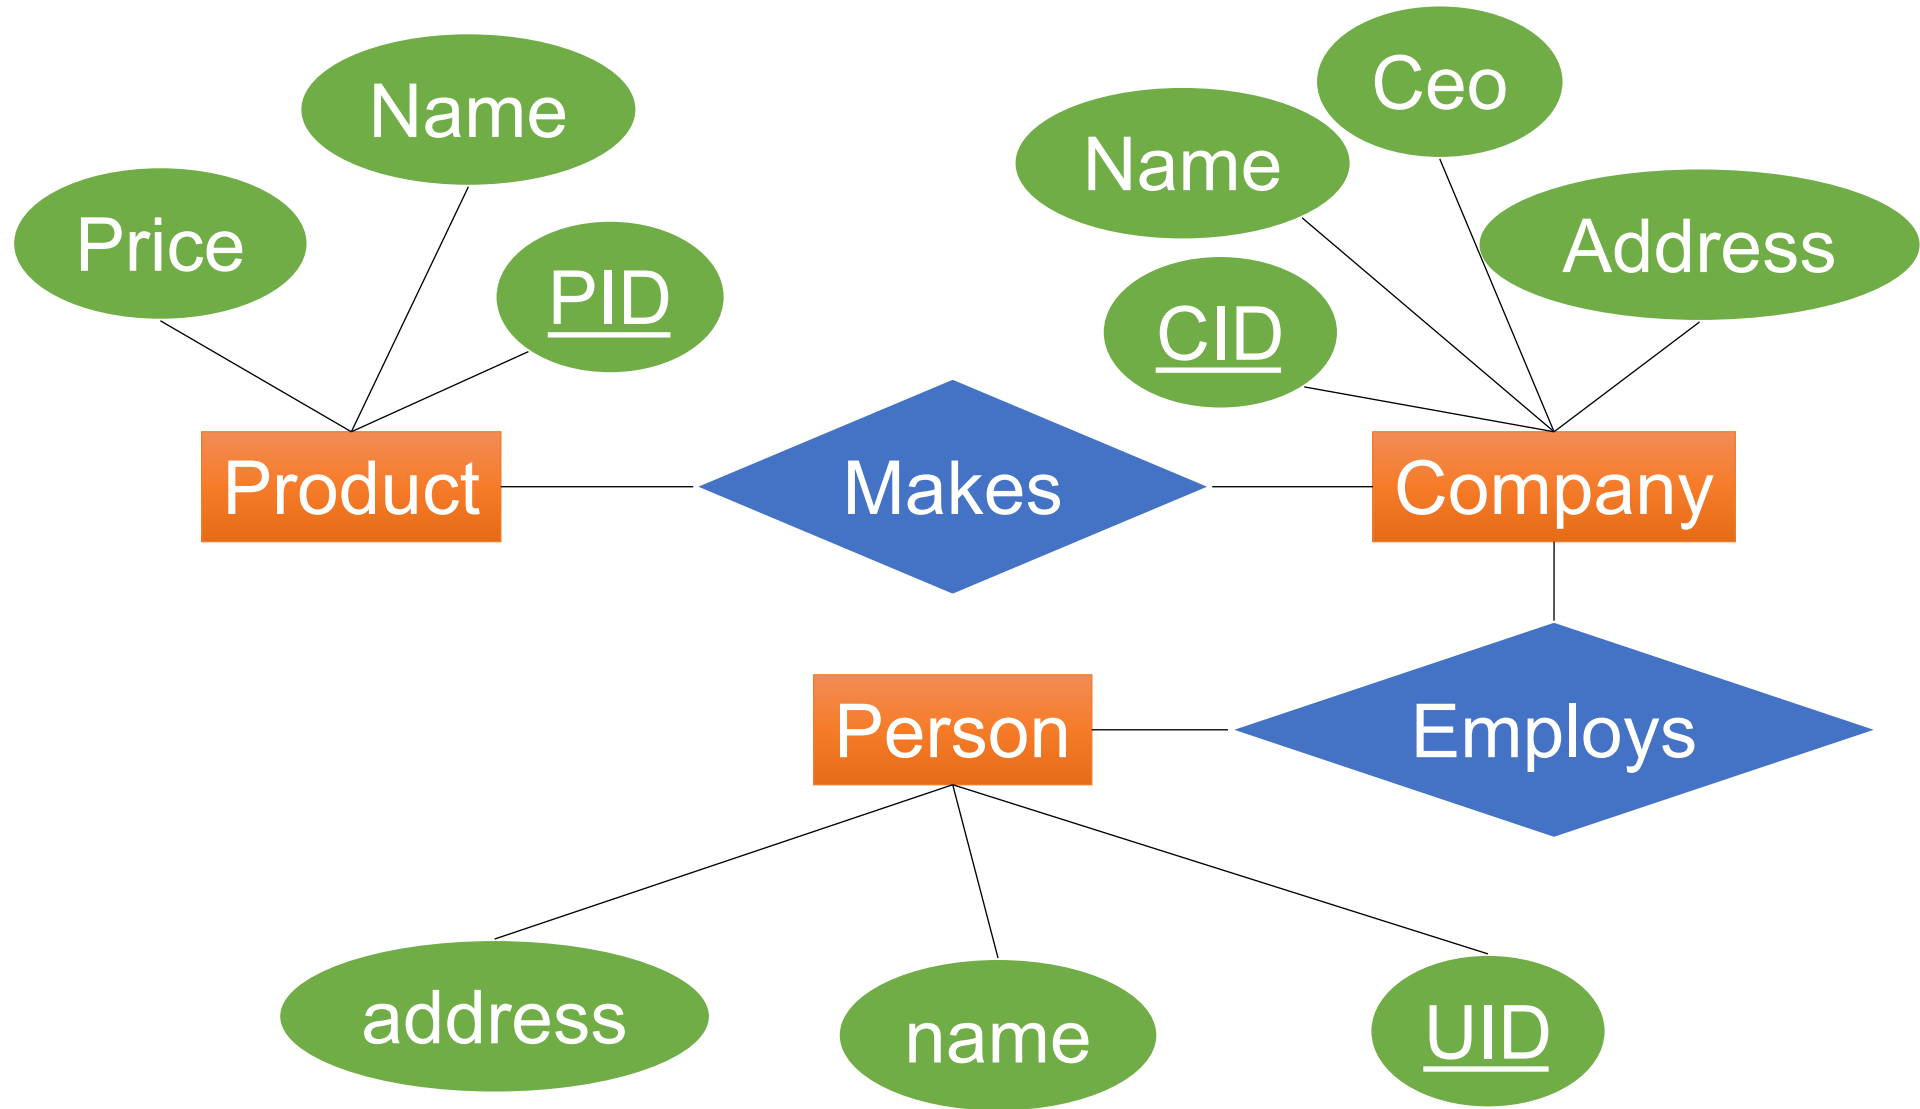 Name
Price
PID
Ceo
Name
Address
CID
Product
Makes
Company
Person
Employs
address
name
UID